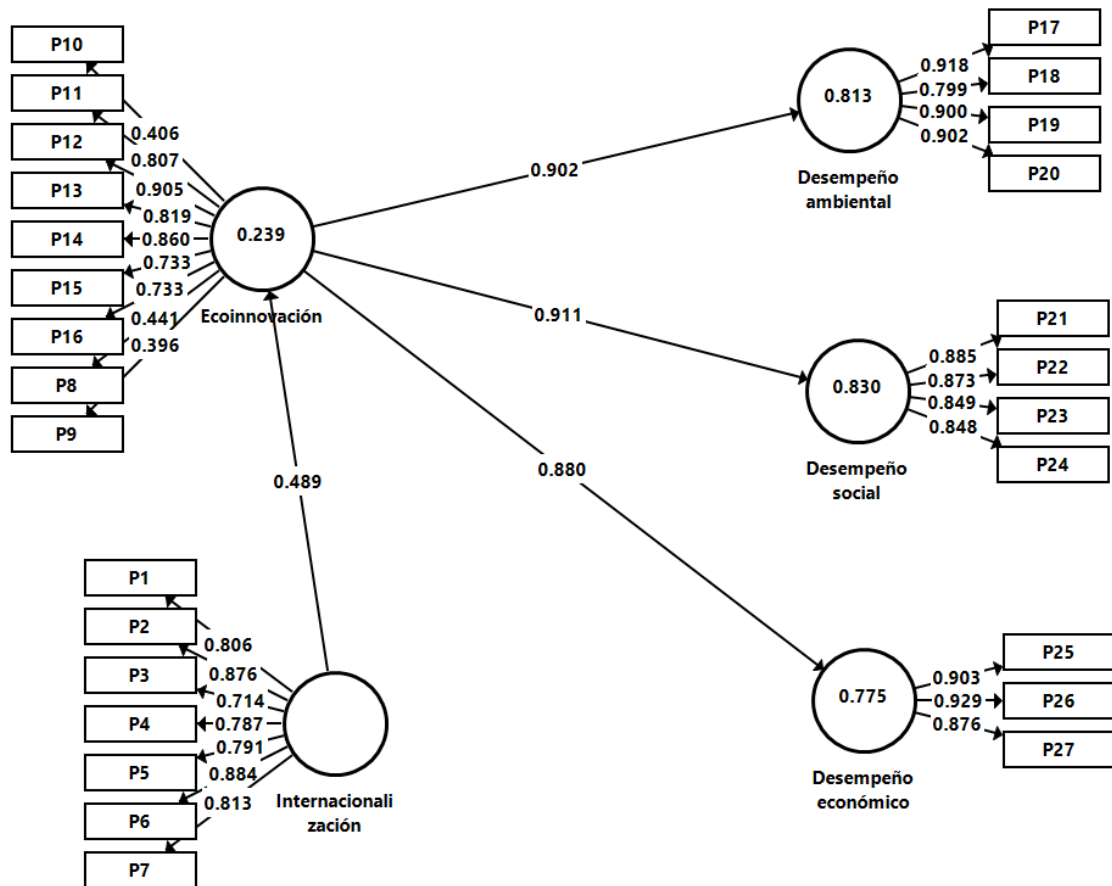 P10
P11
P12
P13
P14
P15
P16
P8
P9
0.406
0.807
0.905
0.819
0.860
0.733
0.733
0.441
0.396
0.239
Ecoinnovación
0.902
0.911
0.880
0.489
0.813
Desempeño
ambiental
0.918
0.799
0.900
0.902
P17
P18
P19
P20
0.830
Desempeño
social
0.885
0.873
0.849
0.848
P21
P22
P23
P24
0.775
Desempeño
económico
0.903
0.929
0.876
P25
P26
P27
P1
P2
P3
P4
P5
P6
P7
0.806
0.876
0.714
0.787
0.791
0.884
0.813
Internacionali
zación